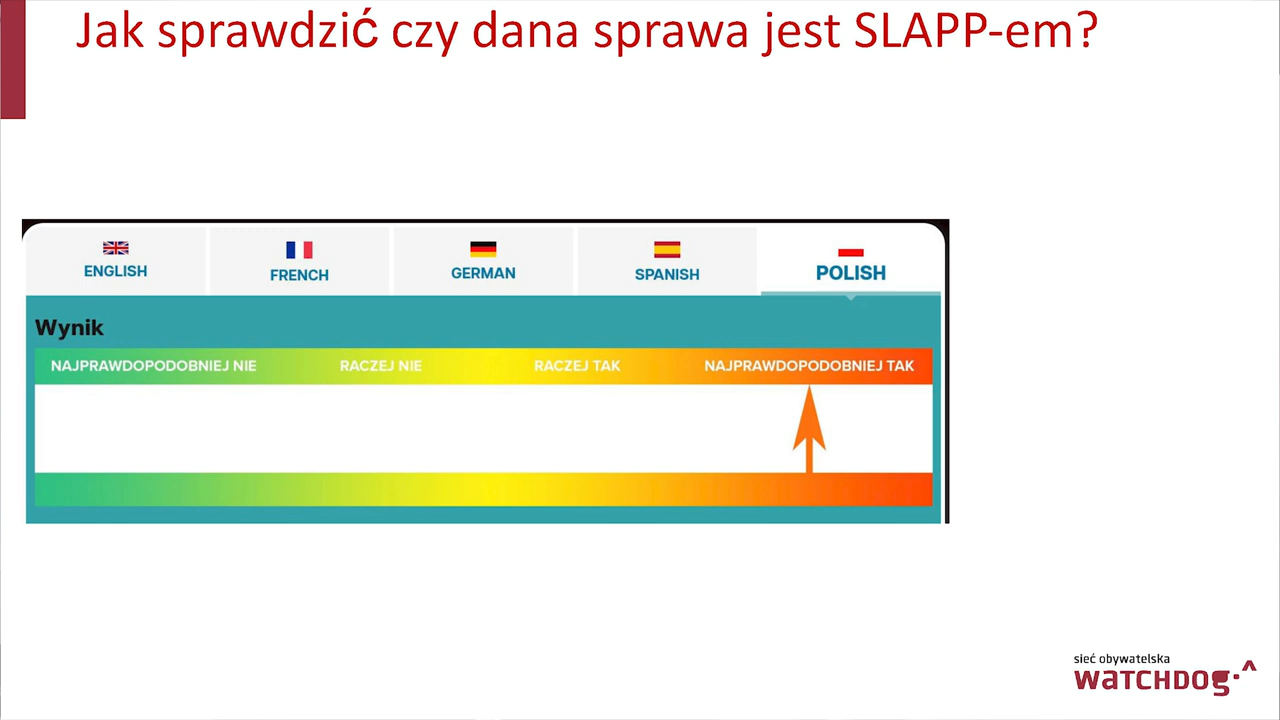 Jak sprawdzić czy dana sprawa jest SLAPP-em?
ENGLISH
FRENCH
GERMAN
SPANISH
POLISH
Wynik
NAJPRAWDOPODOBNIEJ NIE
RACZEJ NIE
RACZEJ TAK
NAJPRAWDOPODOBNIEJ TAK
sieć obywatelska
WATCHDOG